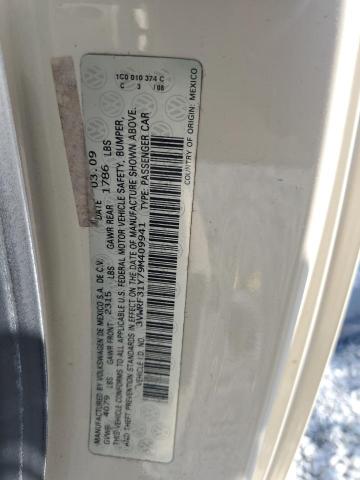 MANUFACTURED BY VOLKSWAGEN DE MEXICO S.A. DE C.V. DATE 03.09
GVWR 4079 LBS GAWR FRONT 2315 LBS GAWR REAR 1786 LBS
THIS VEHICLE CONFORMS TO ALL APPLICABLE U.S. FEDERAL MOTOR VEHICLE SAFETY, BUMPER,
AND THEFT PREVENTION STANDARDS IN EFFECT ON THE DATE OF MANUFACTURE SHOWN ABOVE.
VEHICLE I.D. NO.: 3VWRF31Y79M409941 TYPE: PASSENGER CAR
1C0 010 374 C
C 3 /08
COUNTRY OF ORIGIN: MEXICO